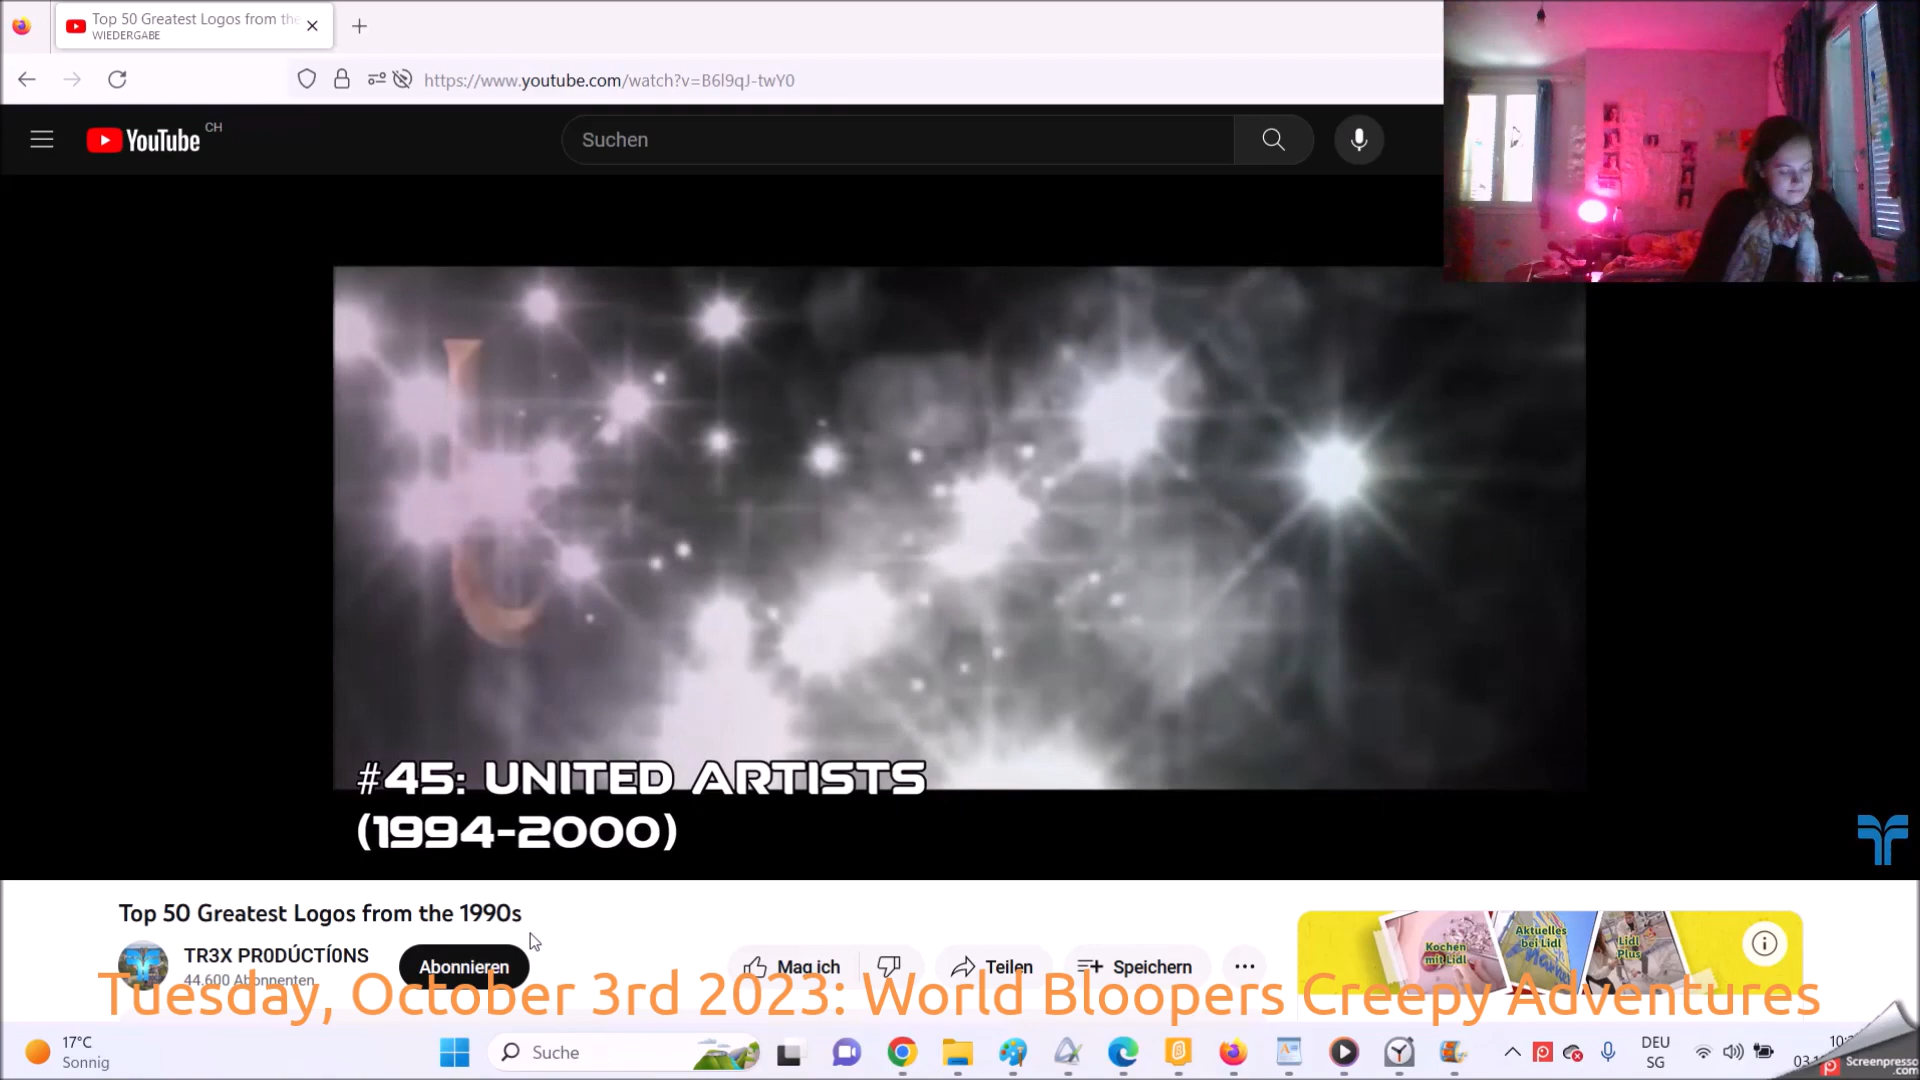 Top 50 Greatest Logos from the
WIEDERGABE
https://www.youtube.com/watch?v=B6l9qJ-twY0
YouTube CH
Suchen
#45: UNITED ARTISTS
(1994-2000)
Top 50 Greatest Logos from the 1990s
TR3X PR0DÚCTÍ0NS
44.600 Abonnenten
Abonnieren
Mag ich
Teilen
Speichern
Kochen
mit Lidl
Aktuelles
bei Lidl
Lidl
Plus
Tuesday, October 3rd 2023: World Bloopers Creepy Adventures
17°C
Sonnig
Suche
DEU
SG
Screenpresso
.com